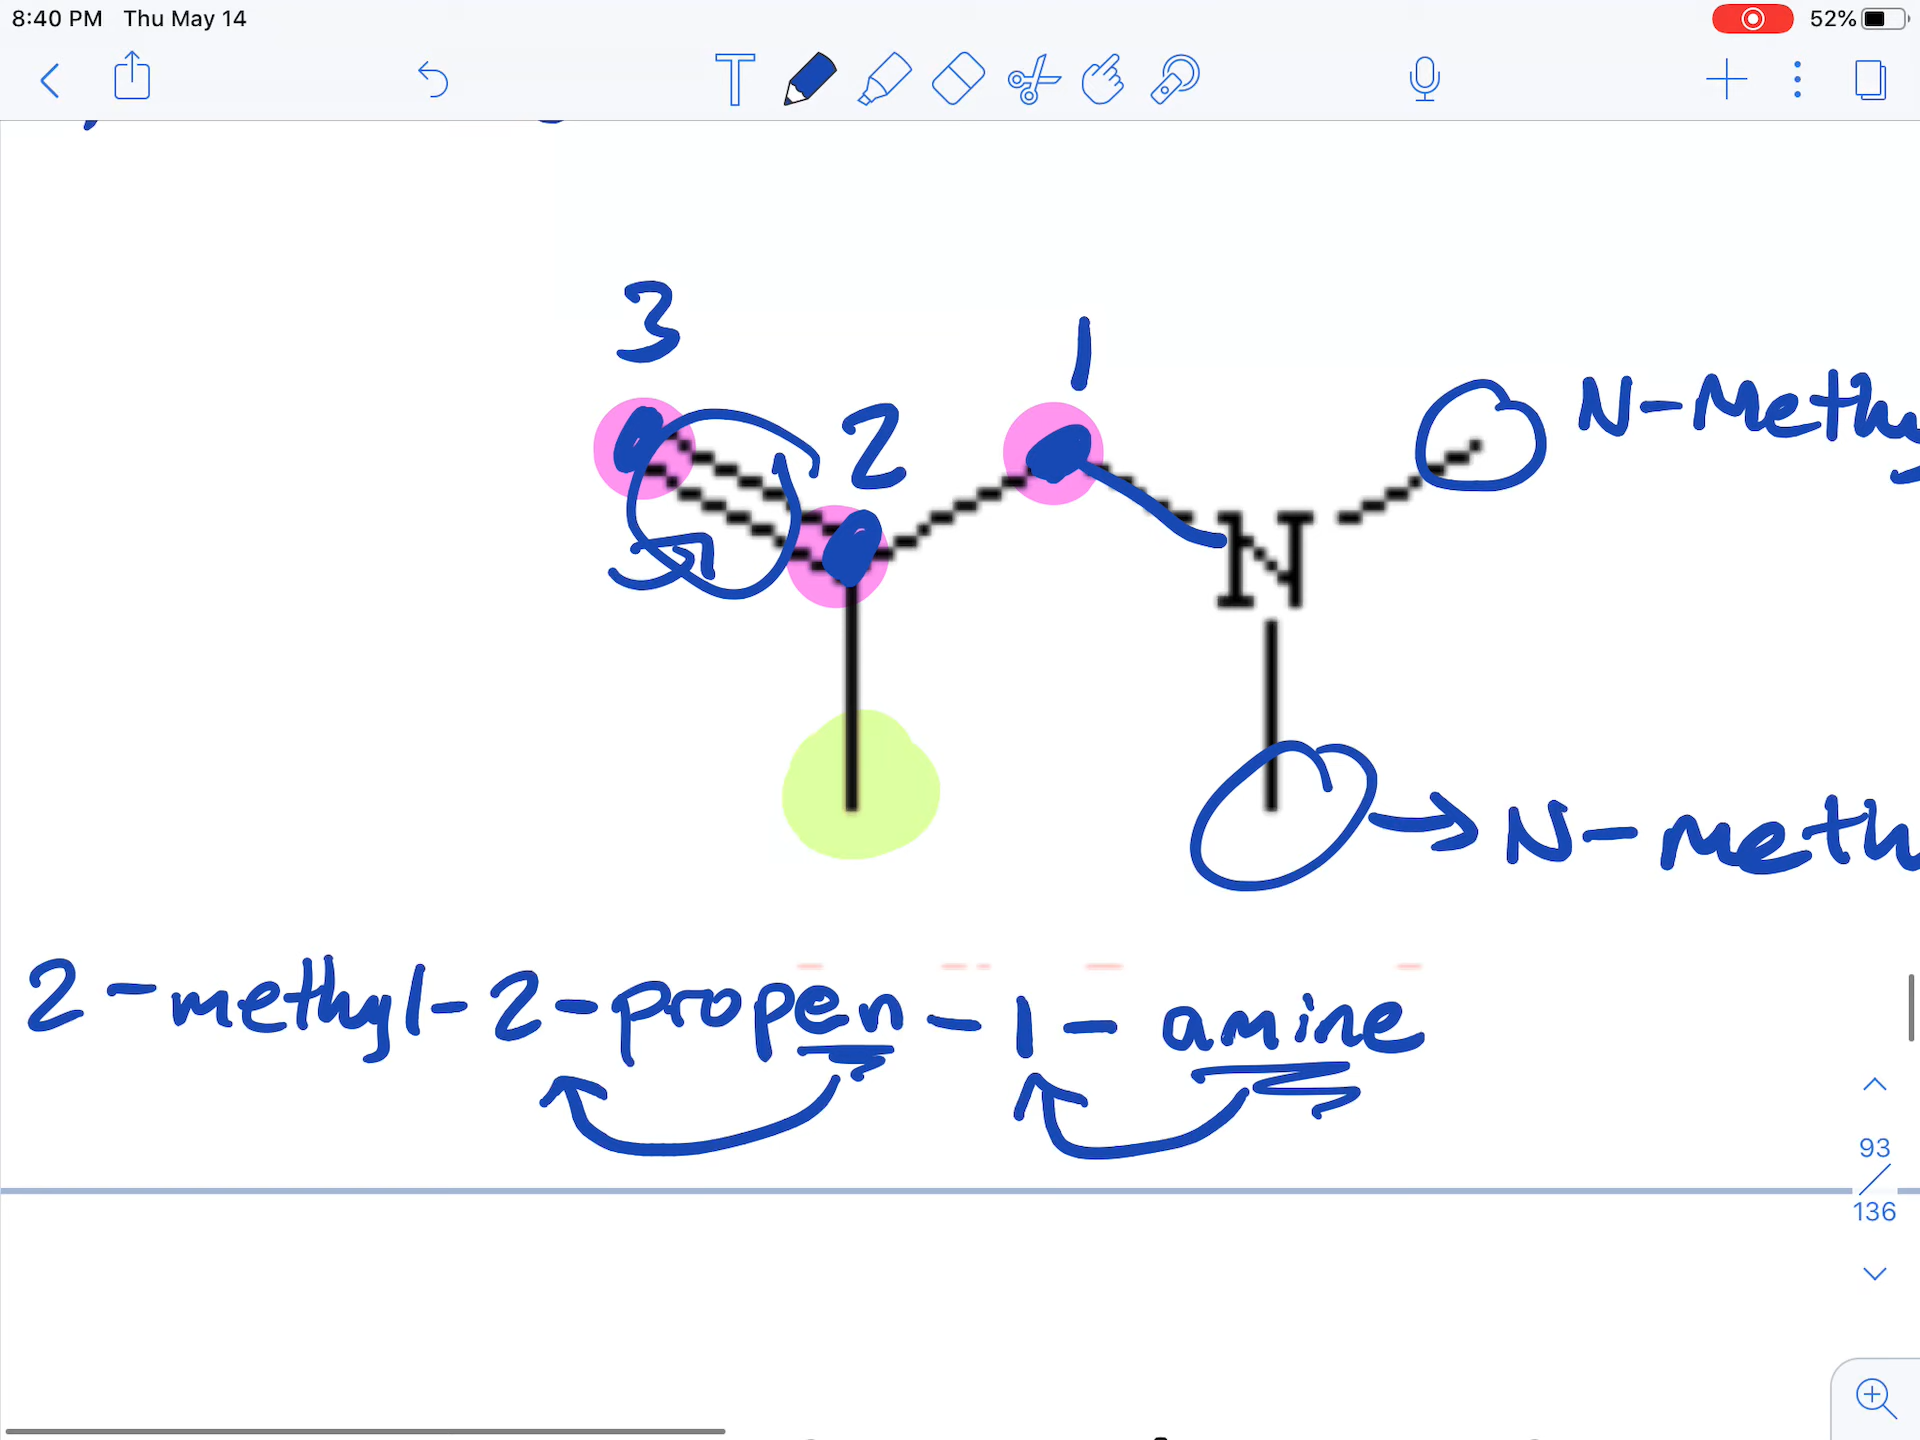 8:40 PM Thu May 14 52%
T
3
1
2
N-Methy
N
N-meth
2-methyl-2-propen-1-amine
93
136